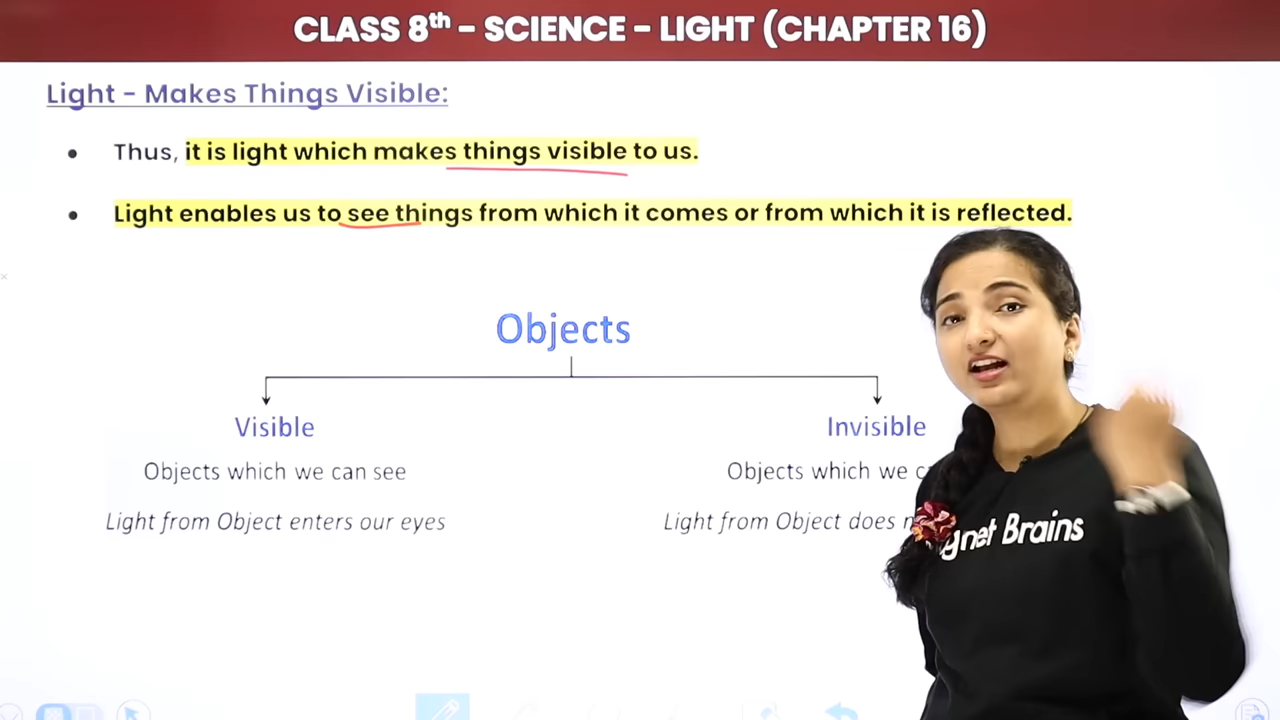 CLASS 8th - SCIENCE - LIGHT (CHAPTER 16)
Light - Makes Things Visible:
• Thus, it is light which makes things visible to us.
• Light enables us to see things from which it comes or from which it is reflected.
Objects
Visible
Invisible
Objects which we can see
Objects which we
Light from Object enters our eyes
Light from Object does
Brains